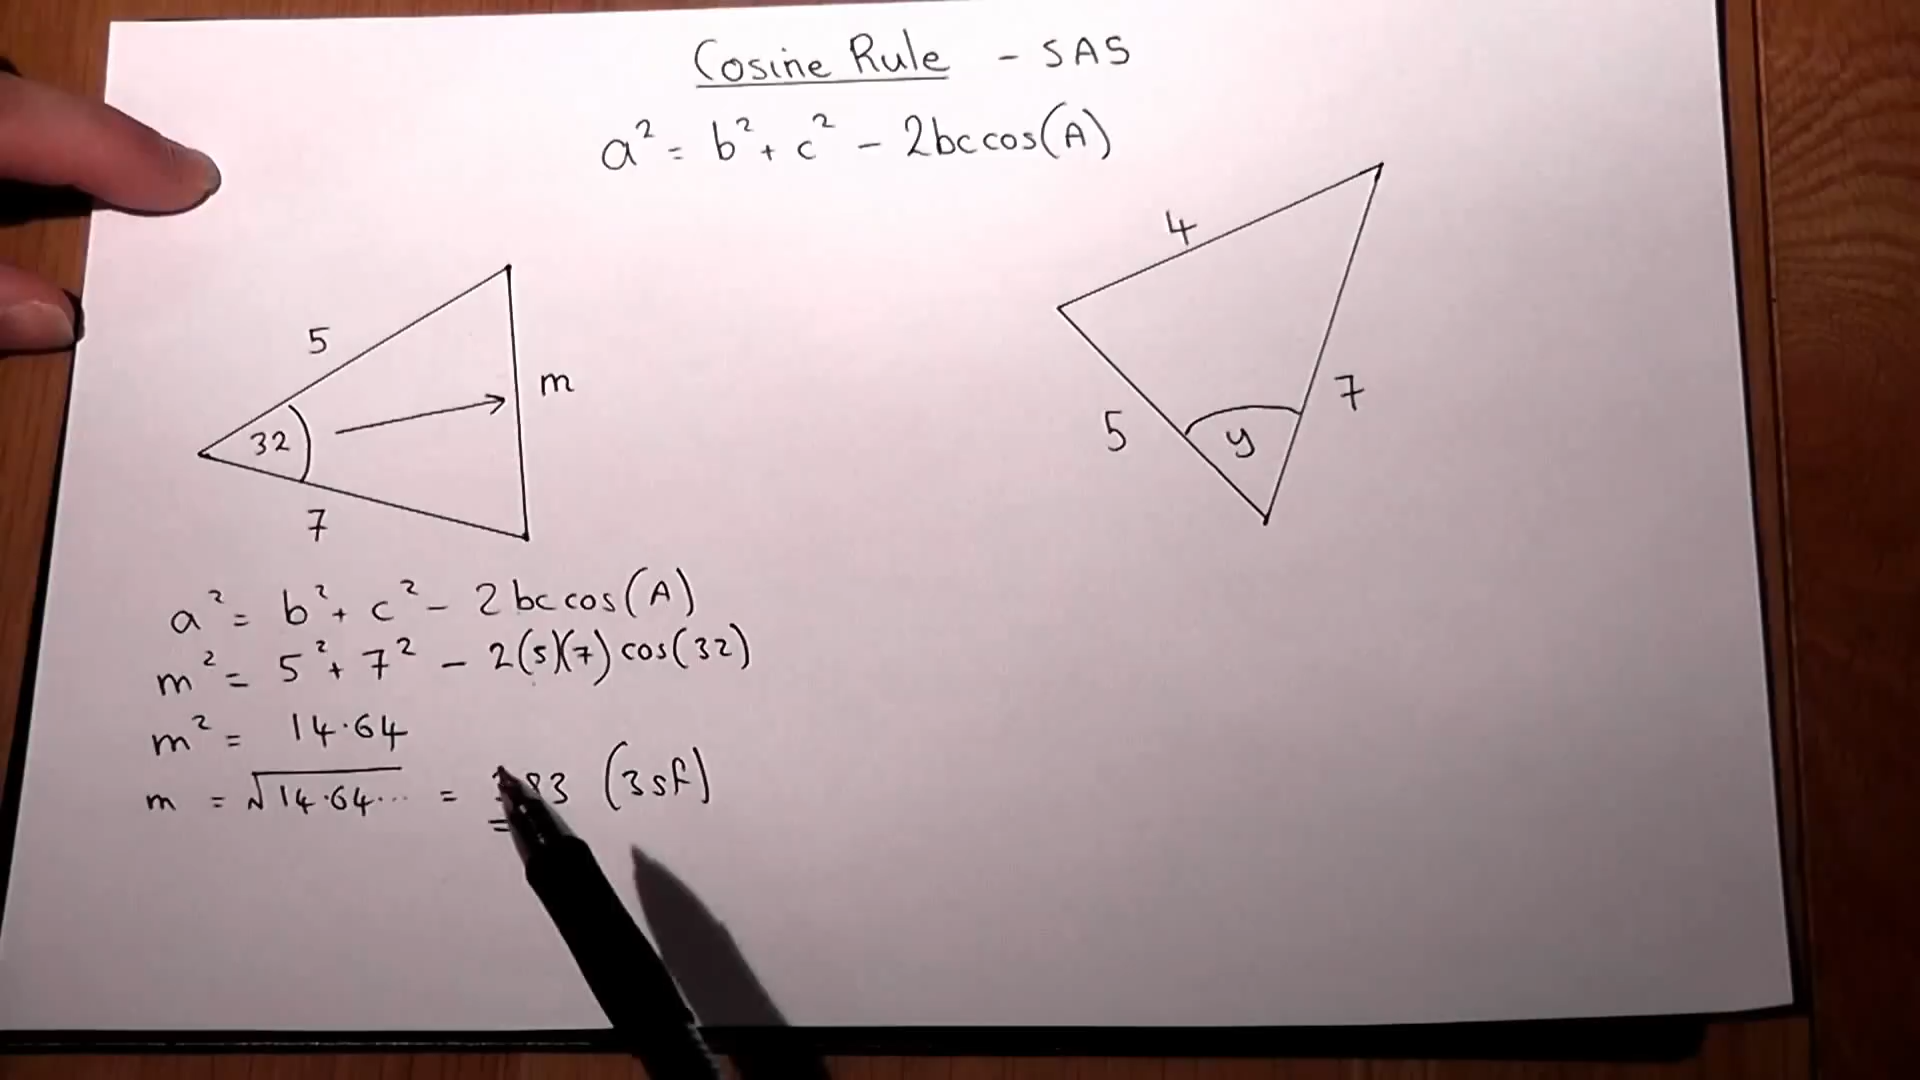 Cosine Rule - SAS
a² = b² + c² - 2bccos(A)
5
m
32
7
4
7
5
y
a² = b² + c² - 2bccos(A)
m² = 5² + 7² - 2(5)(7)cos(32)
m² = 14.64
m = √14.64... = 83 (3sf)